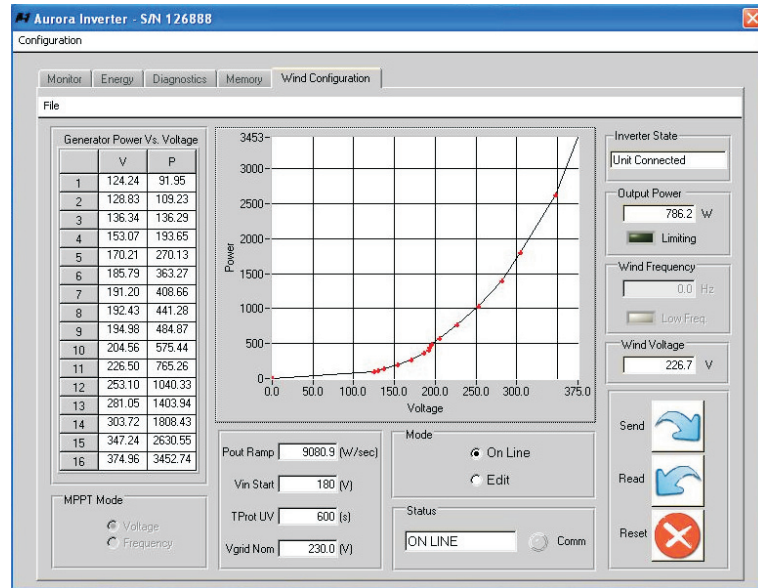 Aurora Inverter - S/N 126888
Configuration
Monitor Energy Diagnostics Memory Wind Configuration
File
Generator Power Vs. Voltage
V P
1 124.24 91.95
2 128.83 109.23
3 136.34 136.29
4 153.07 193.65
5 170.21 270.13
6 185.79 363.27
7 191.20 408.66
8 192.43 441.28
9 194.98 484.87
10 204.56 575.44
11 226.50 765.26
12 253.10 1040.33
13 281.05 1403.94
14 303.72 1808.43
15 347.24 2630.55
16 374.96 3452.74
MPPT Mode
Voltage
Frequency
Power
3453
3000
2500
2000
1500
1000
500
0
0.0 50.0 100.0 150.0 200.0 250.0 300.0 375.0
Voltage
Pout Ramp 9080.9 (W/sec)
Vin Start 180 (V)
TProt UV 600 (s)
Vgrid Nom 230.0 (V)
Mode
On Line
Edit
Status
ON LINE Comm
Inverter State
Unit Connected
Output Power
786.2 W
Limiting
Wind Frequency
0.0 Hz
Low Freq
Wind Voltage
226.7 V
Send
Read
Reset